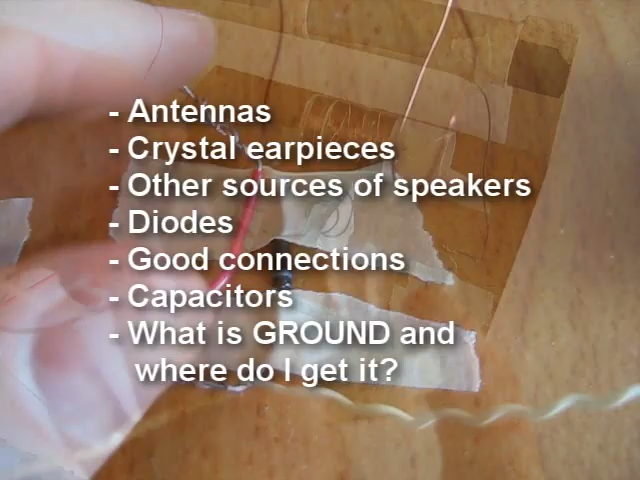 - Antennas
- Crystal earpieces
- Other sources of speakers
- Diodes
- Good connections
- Capacitors
- What is GROUND and
where do I get it?